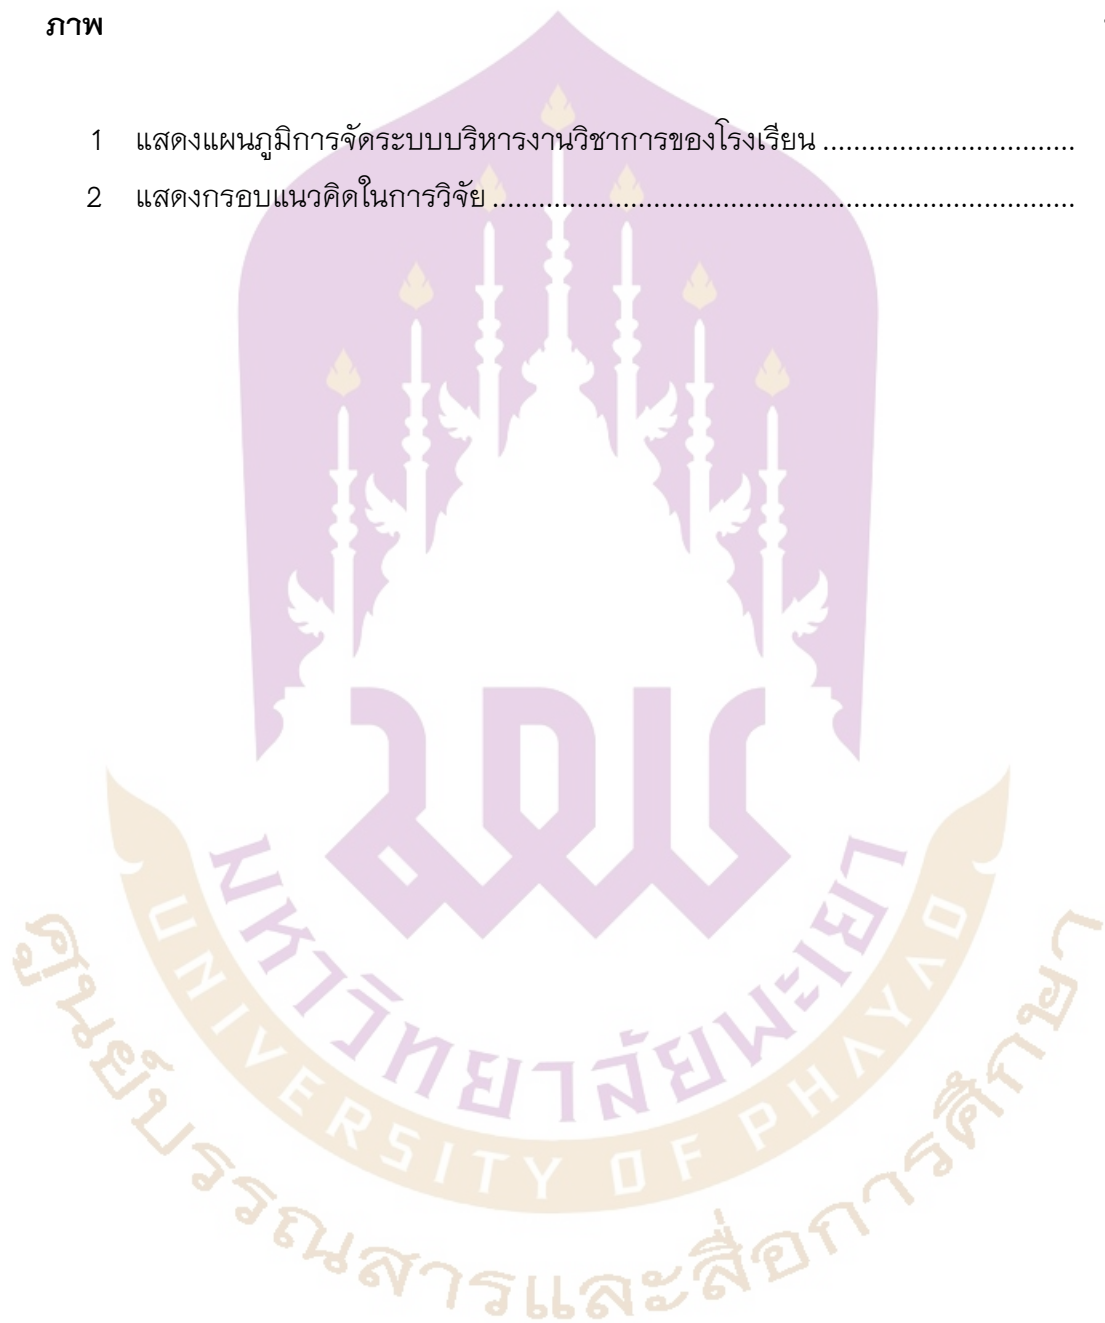 ภาพ
1 แสดงแผนภูมิการจัดระบบบริหารงานวิชาการของโรงเรียน .................................
2 แสดงกรอบแนวคิดในการวิจัย ...........................................................................
มพย
มหาวิทยาลัยพะเยา
UNIVERSITY OF PHAYAO
ศูนย์บรรณสารและสื่อการศึกษา